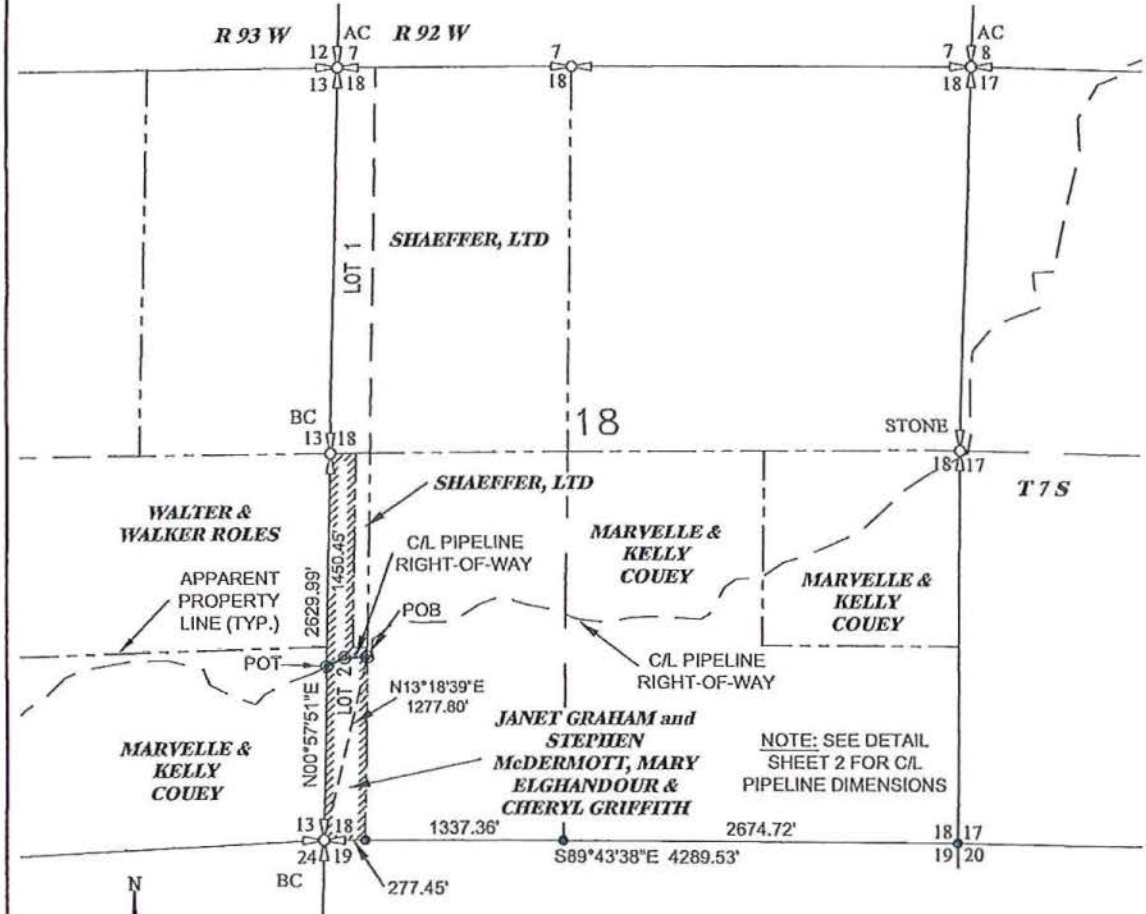 R 93 W
AC
R 92 W
AC
12
7
7
7
8
13
18
18
18
17
LOT 1
SHAEFFER, LTD
BC
13
18
18
STONE
18
17
T 7 S
SHAEFFER, LTD
WALTER &
WALKER ROLES
C/L PIPELINE
RIGHT-OF-WAY
MARVELLE &
KELLY
COUEY
MARVELLE &
KELLY
COUEY
1450.45'
2629.99'
APPARENT
PROPERTY
LINE (TYP.)
POB
POT
LOT 2
C/L PIPELINE
RIGHT-OF-WAY
N13°18'39"E
1277.80'
N00°57'51"E
MARVELLE &
KELLY
COUEY
JANET GRAHAM and
STEPHEN
McDERMOTT, MARY
ELGHANDOUR &
CHERYL GRIFFITH
NOTE: SEE DETAIL
SHEET 2 FOR C/L
PIPELINE DIMENSIONS
13
18
1337.36'
2674.72'
18
17
24
19
S89°43'38"E 4289.53'
19
20
BC
277.45'
N